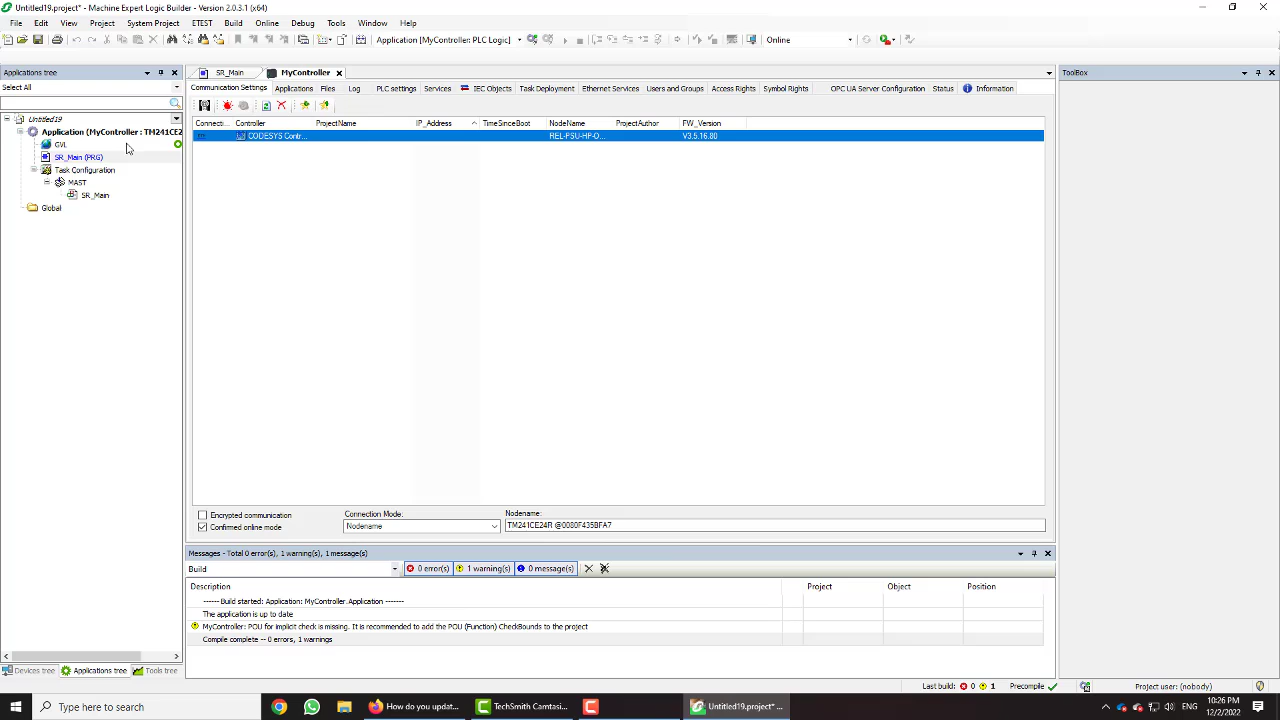 Untitled19.project* - Machine Expert Logic Builder - Version 2.0.3.1 (x64)
File Edit View Project System Project ETEST Build Online Debug Tools Window Help
Application [MyController: PLC Logic] Online
Applications tree
SR_Main MyController
ToolBox
Select All
Communication Settings Applications Files Log PLC settings Services IEC Objects Task Deployment Ethernet Services Users and Groups Access Rights Symbol Rights OPC UA Server Configuration Status Information
Untitled19
Application (MyController : TM241CE2
GVL
SR_Main (PRG)
Task Configuration
MAST
SR_Main
Global
Connecti... Controller ProjectName IP_Address TimeSinceBoot NodeName ProjectAuthor FW_Version
CODESYS Contr... REL-PSU-HP-O... V3.5.16.80
Encrypted communication
Confirmed online mode
Connection Mode:
Nodename
Nodename:
TM241CE24R @0080F435BFA7
Messages - Total 0 error(s), 1 warning(s), 1 message(s)
Build 0 error(s) 1 warning(s) 0 message(s)
Description Project Object Position
------ Build started: Application: MyController.Application -------
The application is up to date
MyController: POU for implicit check is missing. It is recommended to add the POU (Function) CheckBounds to the project
Compile complete -- 0 errors, 1 warnings
Devices tree Applications tree Tools tree
Last build: 0 1 Precompile Project user: (nobody)
Type here to search
How do you updat...
TechSmith Camtasi...
Untitled19.project* ...
10:26 PM
12/2/2022